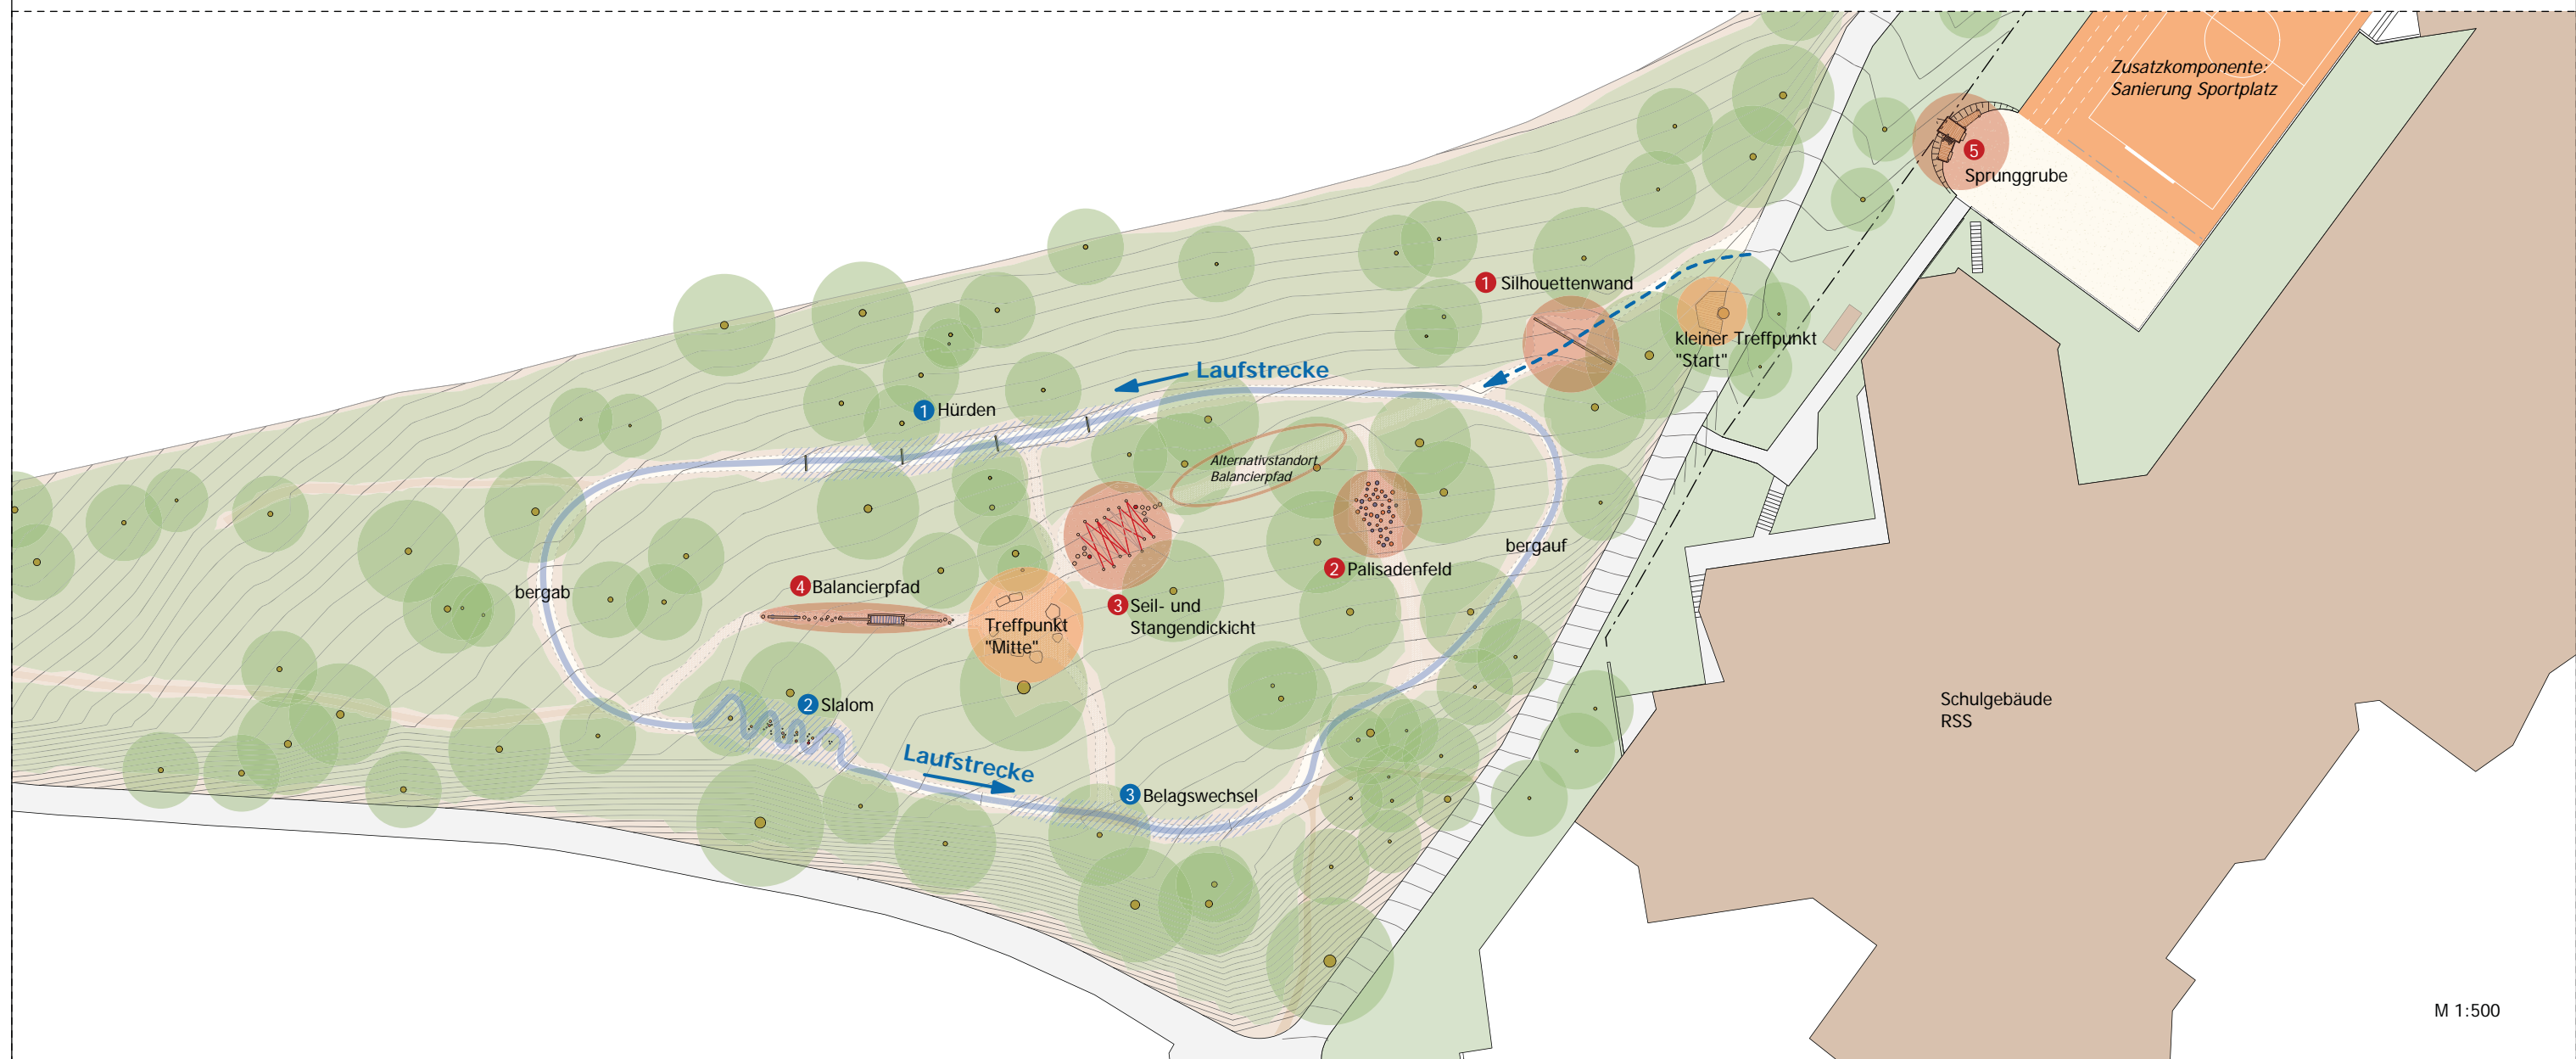 Zusatzkomponente:
Sanierung Sportplatz
5
Sprunggrube
1 Silhouettenwand
kleiner Treffpunkt
"Start"
Laufstrecke
1 Hürden
Alternativstandort
Balancierpfad
bergauf
2 Palisadenfeld
bergab
4 Balancierpfad
3 Seil- und
Stangendickicht
Treffpunkt
"Mitte"
2 Slalom
Schulgebäude
RSS
Laufstrecke
3 Belagswechsel
M 1:500